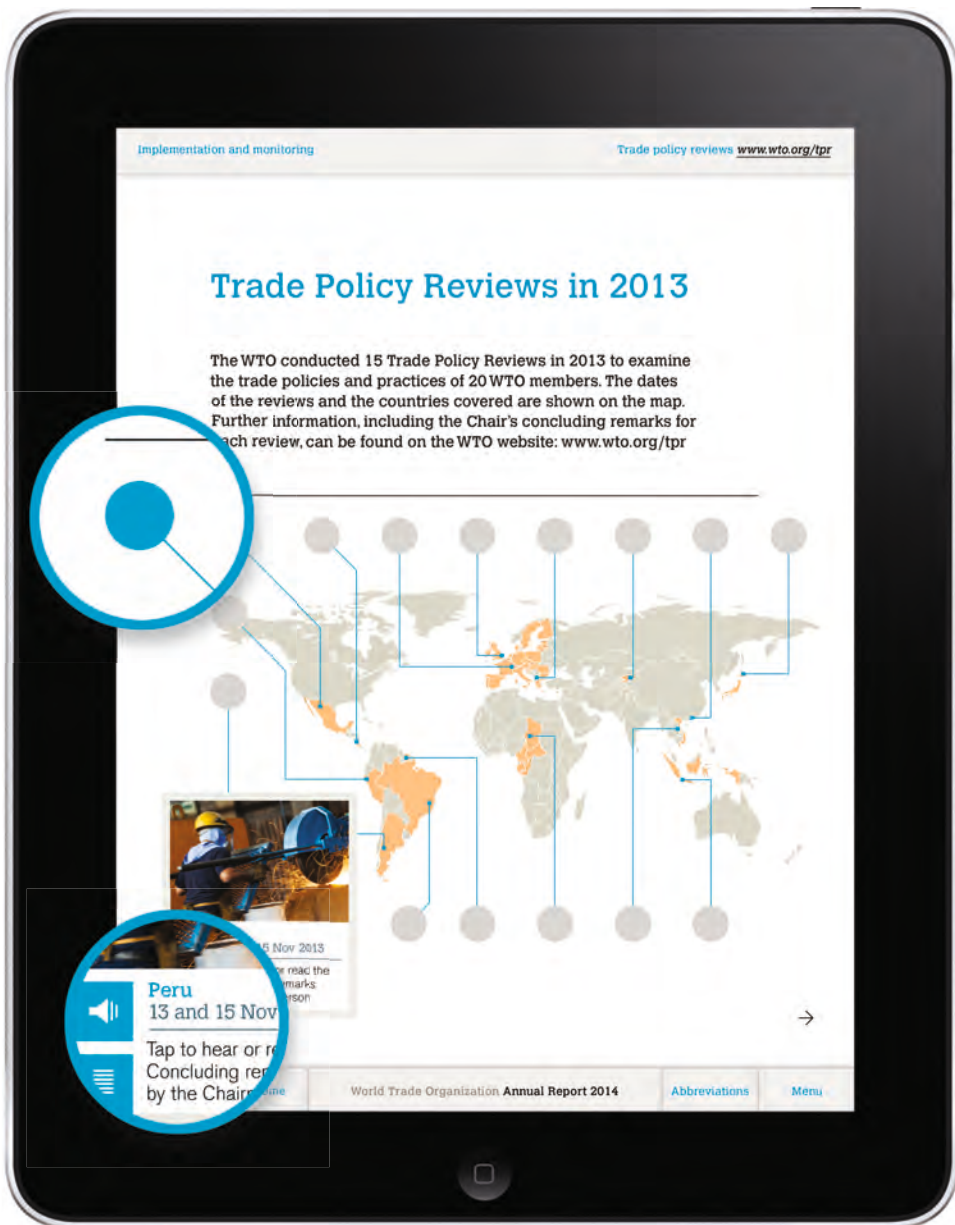 Implementation and monitoring
Trade policy reviews www.wto.org/tpr
Trade Policy Reviews in 2013
The WTO conducted 15 Trade Policy Reviews in 2013 to examine
the trade policies and practices of 20 WTO members. The dates
of the reviews and the countries covered are shown on the map.
Further information, including the Chair's concluding remarks for
each review, can be found on the WTO website: www.wto.org/tpr
15 Nov 2013
or read the
Peru
13 and 15 Nov
Tap to hear or re
Concluding rem
by the Chair
World Trade Organization Annual Report 2014
Abbreviations
Menu